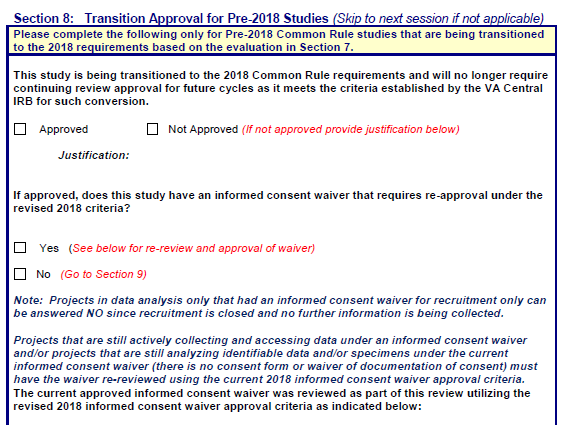 Section 8: Transition Approval for Pre-2018 Studies (Skip to next session if not applicable)
Please complete the following only for Pre-2018 Common Rule studies that are being transitioned
to the 2018 requirements based on the evaluation in Section 7.
This study is being transitioned to the 2018 Common Rule requirements and will no longer require
continuing review approval for future cycles as it meets the criteria established by the VA Central
IRB for such conversion.
Approved Not Approved (If not approved provide justification below)
Justification:
If approved, does this study have an informed consent waiver that requires re-approval under the
revised 2018 criteria?
Yes (See below for re-review and approval of waiver)
No (Go to Section 9)
Note: Projects in data analysis only that had an informed consent waiver for recruitment only can
be answered NO since recruitment is closed and no further information is being collected.
Projects that are still actively collecting and accessing data under an informed consent waiver
and/or projects that are still analyzing identifiable data and/or specimens under the current
informed consent waiver (there is no consent form or waiver of documentation of consent) must
have the waiver re-reviewed using the current 2018 informed consent waiver approval criteria.
The current approved informed consent waiver was reviewed as part of this review utilizing the
revised 2018 informed consent waiver approval criteria as indicated below: